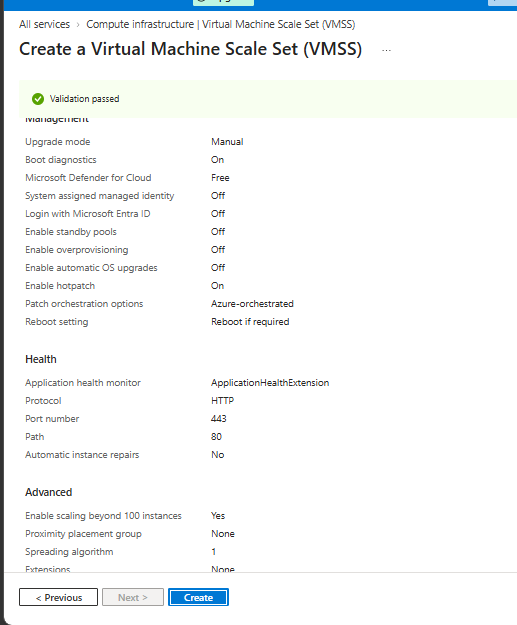 All services > Compute infrastructure | Virtual Machine Scale Set (VMSS)
Create a Virtual Machine Scale Set (VMSS) ...
Validation passed
Management
Upgrade mode Manual
Boot diagnostics On
Microsoft Defender for Cloud Free
System assigned managed identity Off
Login with Microsoft Entra ID Off
Enable standby pools Off
Enable overprovisioning Off
Enable automatic OS upgrades Off
Enable hotpatch On
Patch orchestration options Azure-orchestrated
Reboot setting Reboot if required
Health
Application health monitor ApplicationHealthExtension
Protocol HTTP
Port number 443
Path 80
Automatic instance repairs No
Advanced
Enable scaling beyond 100 instances Yes
Proximity placement group None
Spreading algorithm 1
Extensions None
< Previous Next > Create